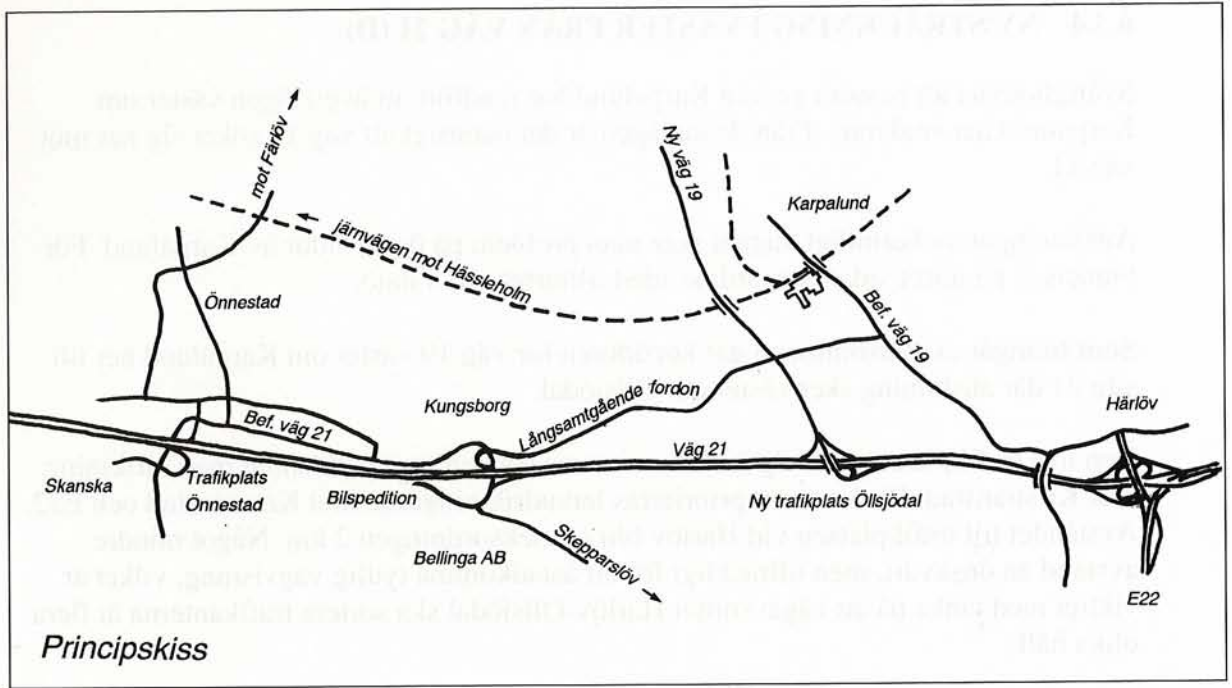 mot Färlöv
Ny väg 19
Karpalund
järnvägen mot Hässleholm
Önnestad
Bef. väg 19
Bef. väg 21
Kungsborg
Långsamtgående fordon
Härlöv
Väg 21
Skanska
Trafikplats
Önnestad
Bilspedition
Ny trafikplats Öllsjödal
Skepparslöv
Bellinga AB
E22
Principskiss